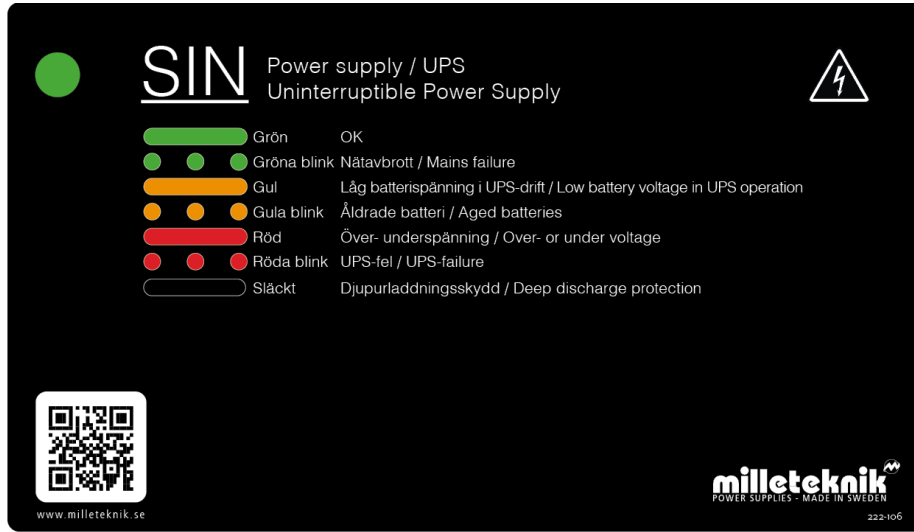 SIN
Power supply / UPS
Uninterruptible Power Supply
Grön OK
Gröna blink Nätavbrott / Mains failure
Gul Låg batterispänning i UPS-drift / Low battery voltage in UPS operation
Gula blink Åldrade batteri / Aged batteries
Röd Över- underspänning / Over- or under voltage
Röda blink UPS-fel / UPS-failure
Släckt Djupurladdningsskydd / Deep discharge protection
milleteknik
POWER SUPPLIES - MADE IN SWEDEN
www.milleteknik.se
222-106